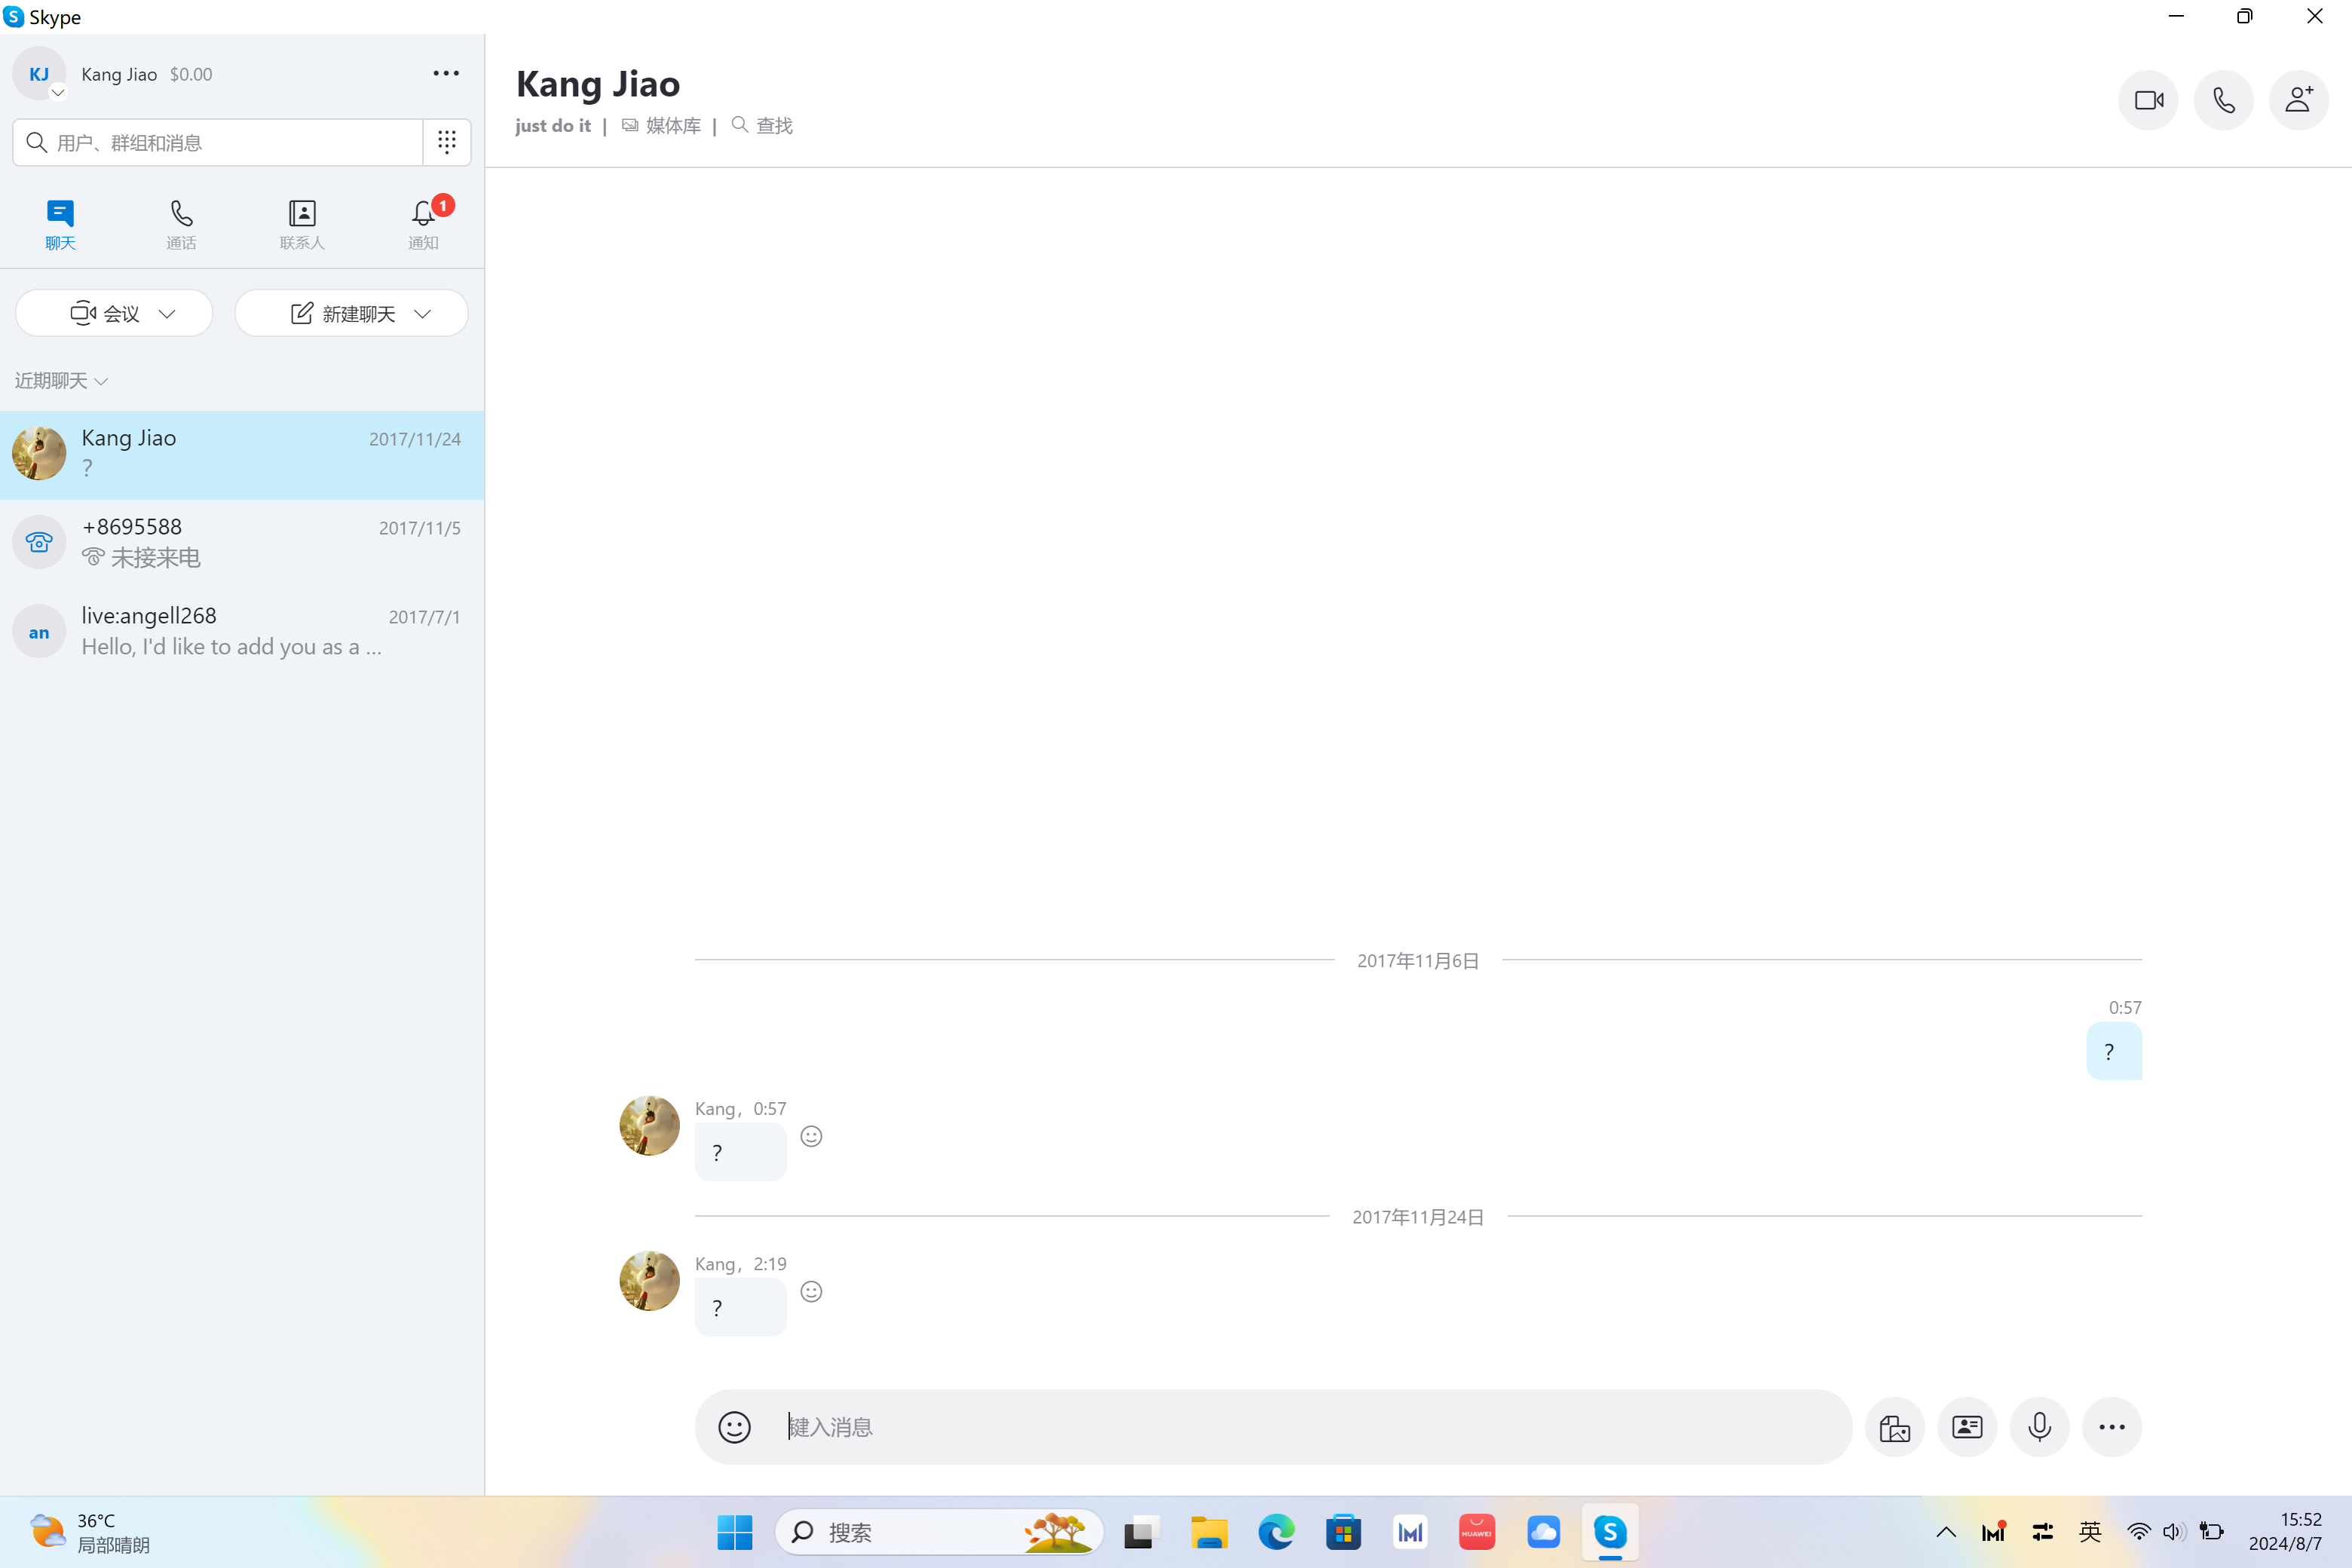 Skype
KJ
Kang Jiao $0.00
用户、群组和消息
聊天
通话
联系人
通知
1
会议
新建聊天
近期聊天
Kang Jiao 2017/11/24
?
+8695588 2017/11/5
未接来电
an
live:angell268 2017/7/1
Hello, I'd like to add you as a ...
Kang Jiao
just do it | 媒体库 | 查找
2017年11月6日
0:57
?
Kang，0:57
?
2017年11月24日
Kang，2:19
?
键入消息
36°C
局部晴朗
搜索
HUAWEI
英
15:52
2024/8/7